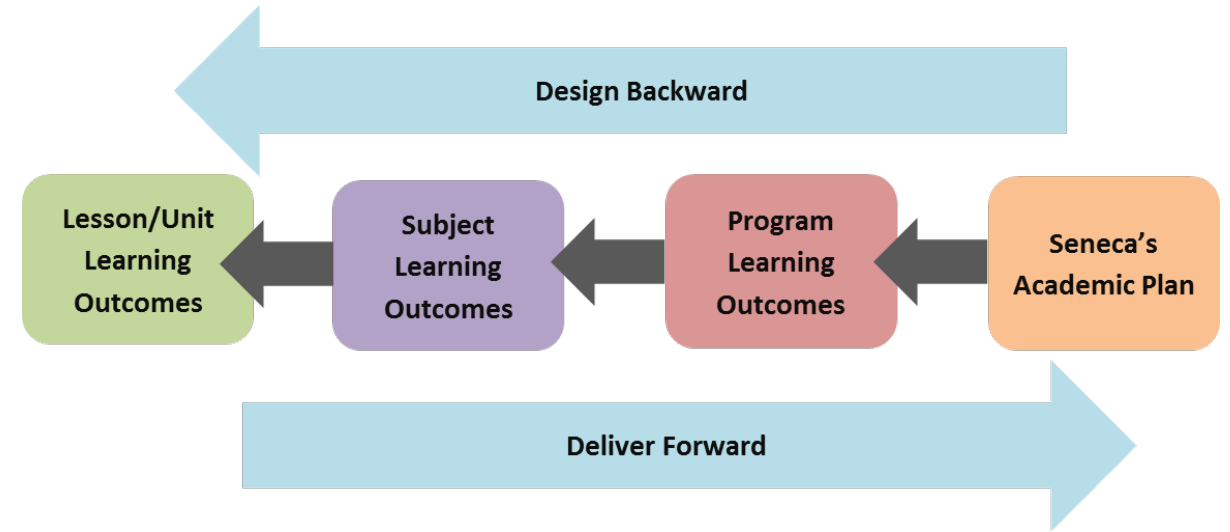 Design Backward
Lesson/Unit
Learning
Outcomes
Subject
Learning
Outcomes
Program
Learning
Outcomes
Seneca’s
Academic Plan
Deliver Forward